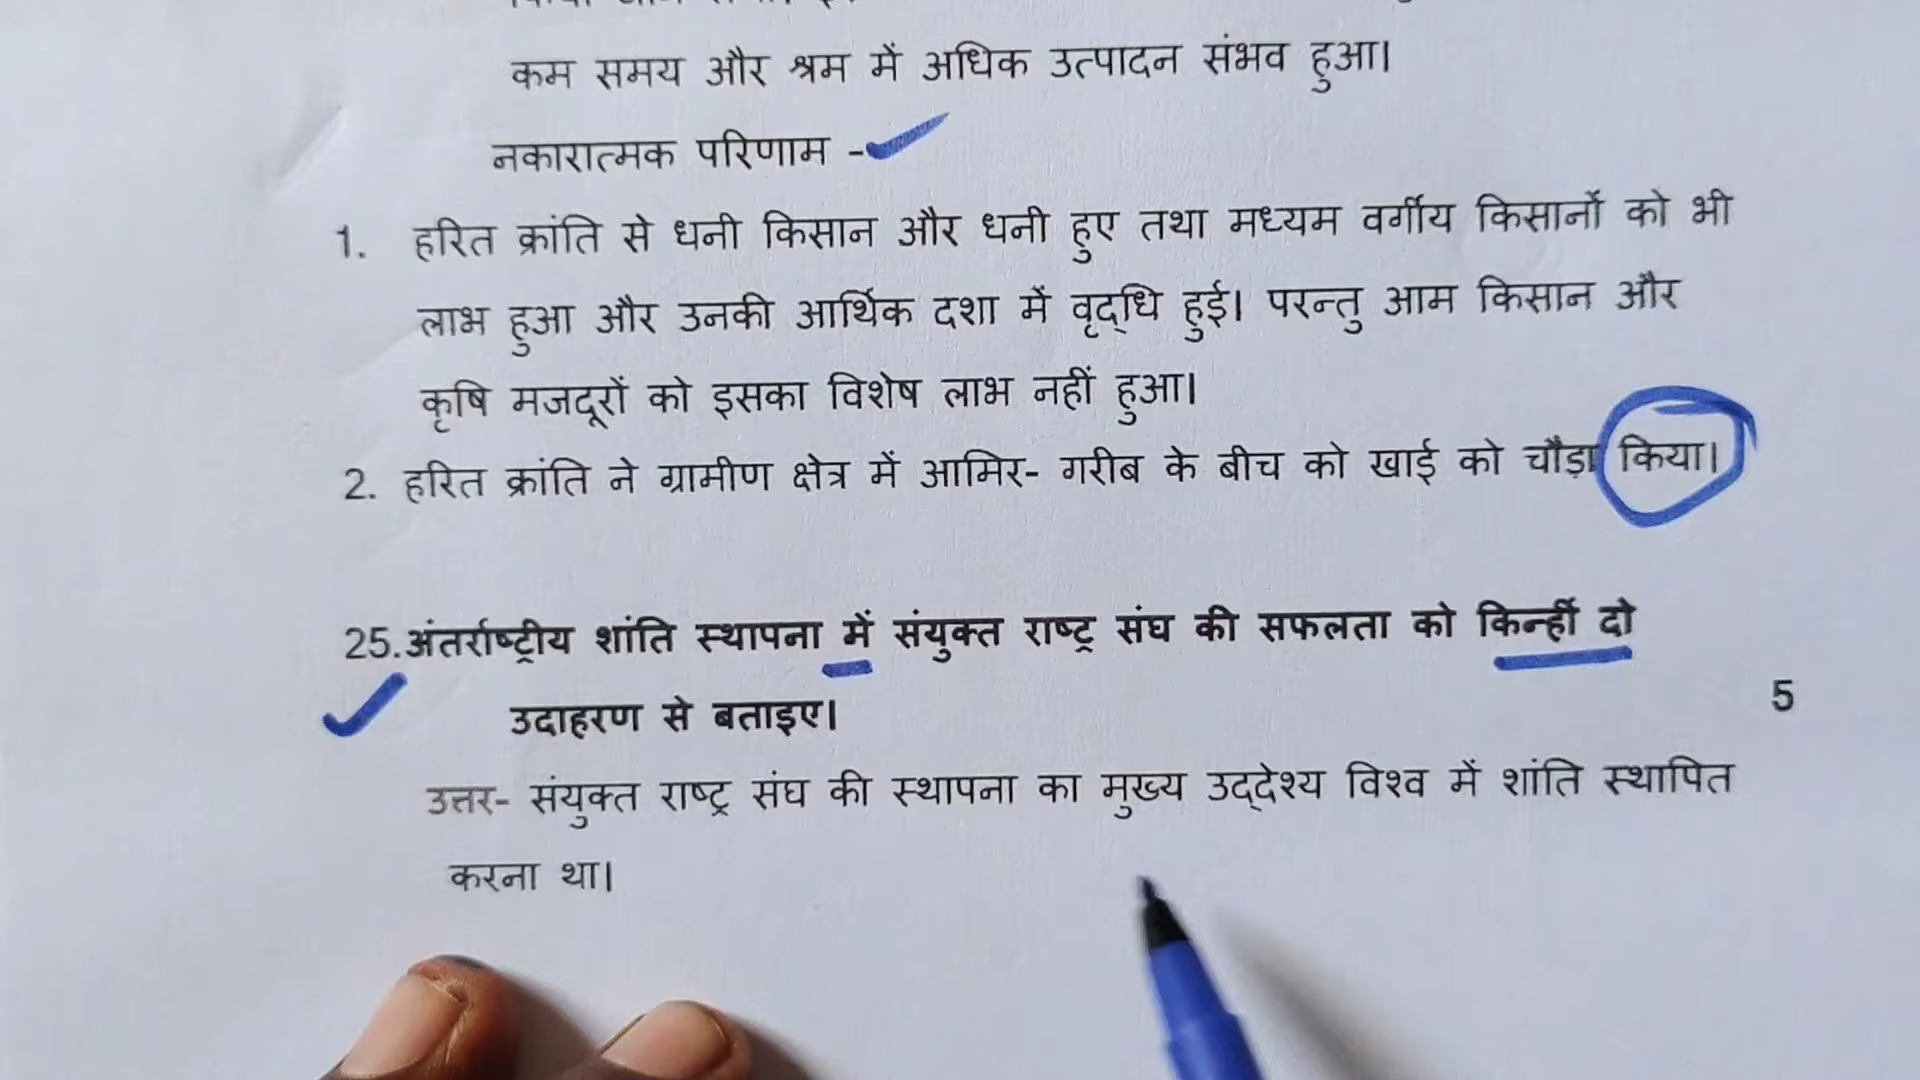 कम समय और श्रम में अधिक उत्पादन संभव हुआ।
नकारात्मक परिणाम -
1. हरित क्रांति से धनी किसान और धनी हुए तथा मध्यम वर्गीय किसानों को भी
लाभ हुआ और उनकी आर्थिक दशा में वृद्धि हुई। परन्तु आम किसान और
कृषि मजदूरों को इसका विशेष लाभ नहीं हुआ।
2. हरित क्रांति ने ग्रामीण क्षेत्र में आमिर- गरीब के बीच को खाई को चौड़ा किया।
25.अंतर्राष्ट्रीय शांति स्थापना में संयुक्त राष्ट्र संघ की सफलता को किन्हीं दो
उदाहरण से बताइए।
5
उत्तर- संयुक्त राष्ट्र संघ की स्थापना का मुख्य उद्देश्य विश्व में शांति स्थापित
करना था।